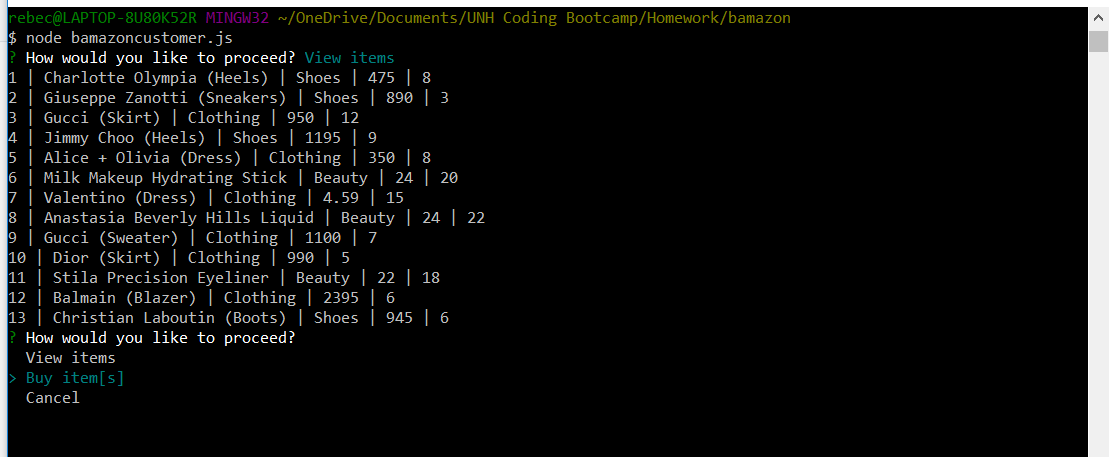 rebec@LAPTOP-8U80K52R MINGW32 ~/OneDrive/Documents/UNH Coding Bootcamp/Homework/bamazon
$ node bamazoncustomer.js
? How would you like to proceed? View items
1 | Charlotte Olympia (Heels) | Shoes | 475 | 8
2 | Giuseppe Zanotti (Sneakers) | Shoes | 890 | 3
3 | Gucci (Skirt) | Clothing | 950 | 12
4 | Jimmy Choo (Heels) | Shoes | 1195 | 9
5 | Alice + Olivia (Dress) | Clothing | 350 | 8
6 | Milk Makeup Hydrating Stick | Beauty | 24 | 20
7 | Valentino (Dress) | Clothing | 4.59 | 15
8 | Anastasia Beverly Hills Liquid | Beauty | 24 | 22
9 | Gucci (Sweater) | Clothing | 1100 | 7
10 | Dior (Skirt) | Clothing | 990 | 5
11 | Stila Precision Eyeliner | Beauty | 22 | 18
12 | Balmain (Blazer) | Clothing | 2395 | 6
13 | Christian Laboutin (Boots) | Shoes | 945 | 6
? How would you like to proceed?
View items
> Buy item[s]
Cancel